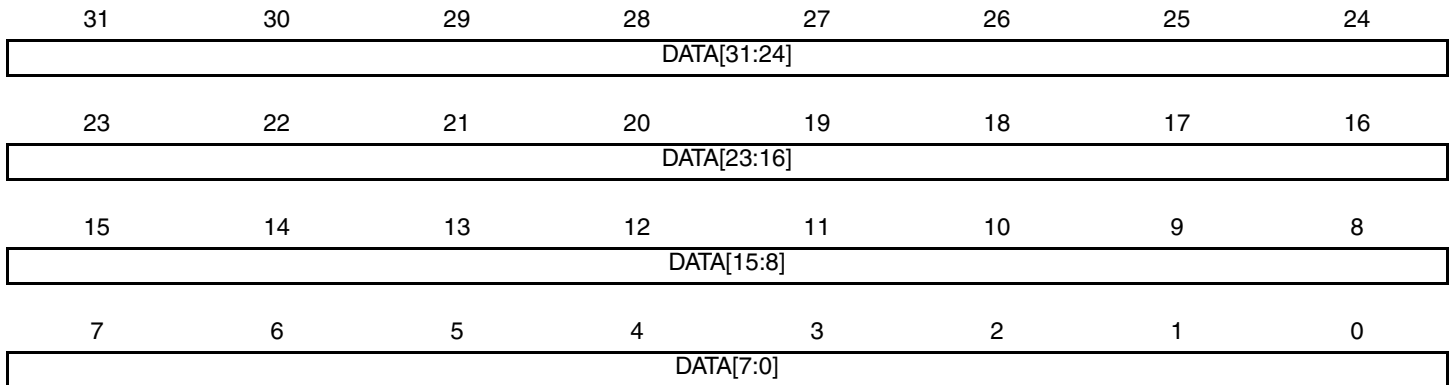 31 30 29 28 27 26 25 24
DATA[31:24]
23 22 21 20 19 18 17 16
DATA[23:16]
15 14 13 12 11 10 9 8
DATA[15:8]
7 6 5 4 3 2 1 0
DATA[7:0]